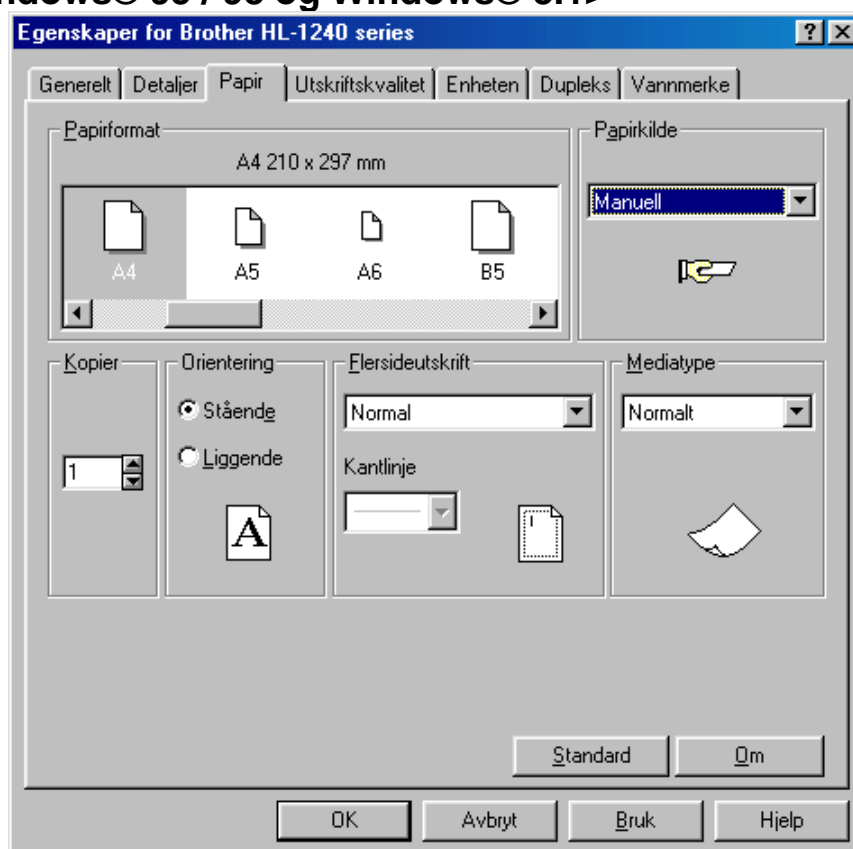 Egenskaper for Brother HL-1240 series
Generelt Detaljer Papir Utskriftskvalitet Enheten Dupleks Vannmerke
Papirformat
A4 210 x 297 mm
A4 A5 A6 B5
Papirkilde
Manuell
Kopier
1
Orientering
Stående
Liggende
A
Flersideutskrift
Normal
Kantlinje
Mediatype
Normalt
Standard Om
OK Avbryt Bruk Hjelp